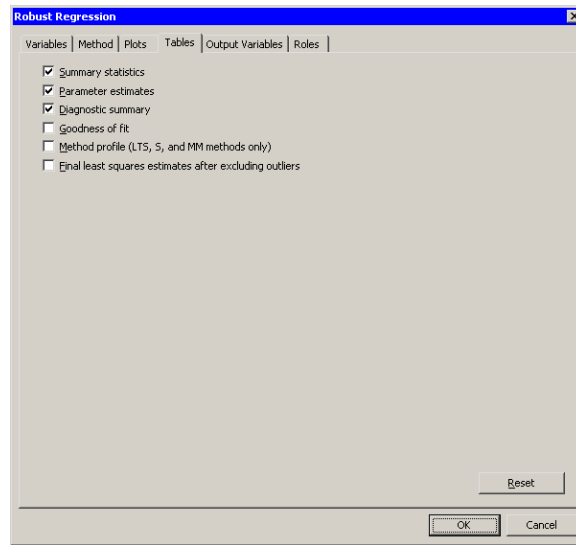 Robust Regression
Variables Method Plots Tables Output Variables Roles
Summary statistics
Parameter estimates
Diagnostic summary
Goodness of fit
Method profile (LTS, S, and MM methods only)
Final least squares estimates after excluding outliers
Reset
OK Cancel